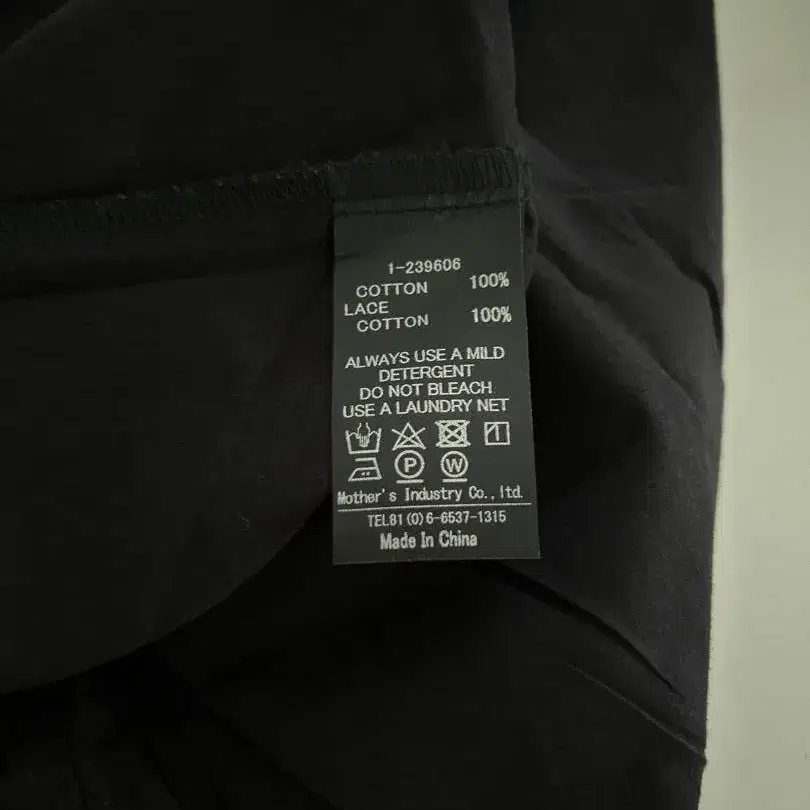 1-239606
COTTON 100%
LACE
COTTON 100%
ALWAYS USE A MILD
DETERGENT
DO NOT BLEACH
USE A LAUNDRY NET
P W
Mother's Industry Co., ltd.
TEL81(0)6-6537-1315
Made In China